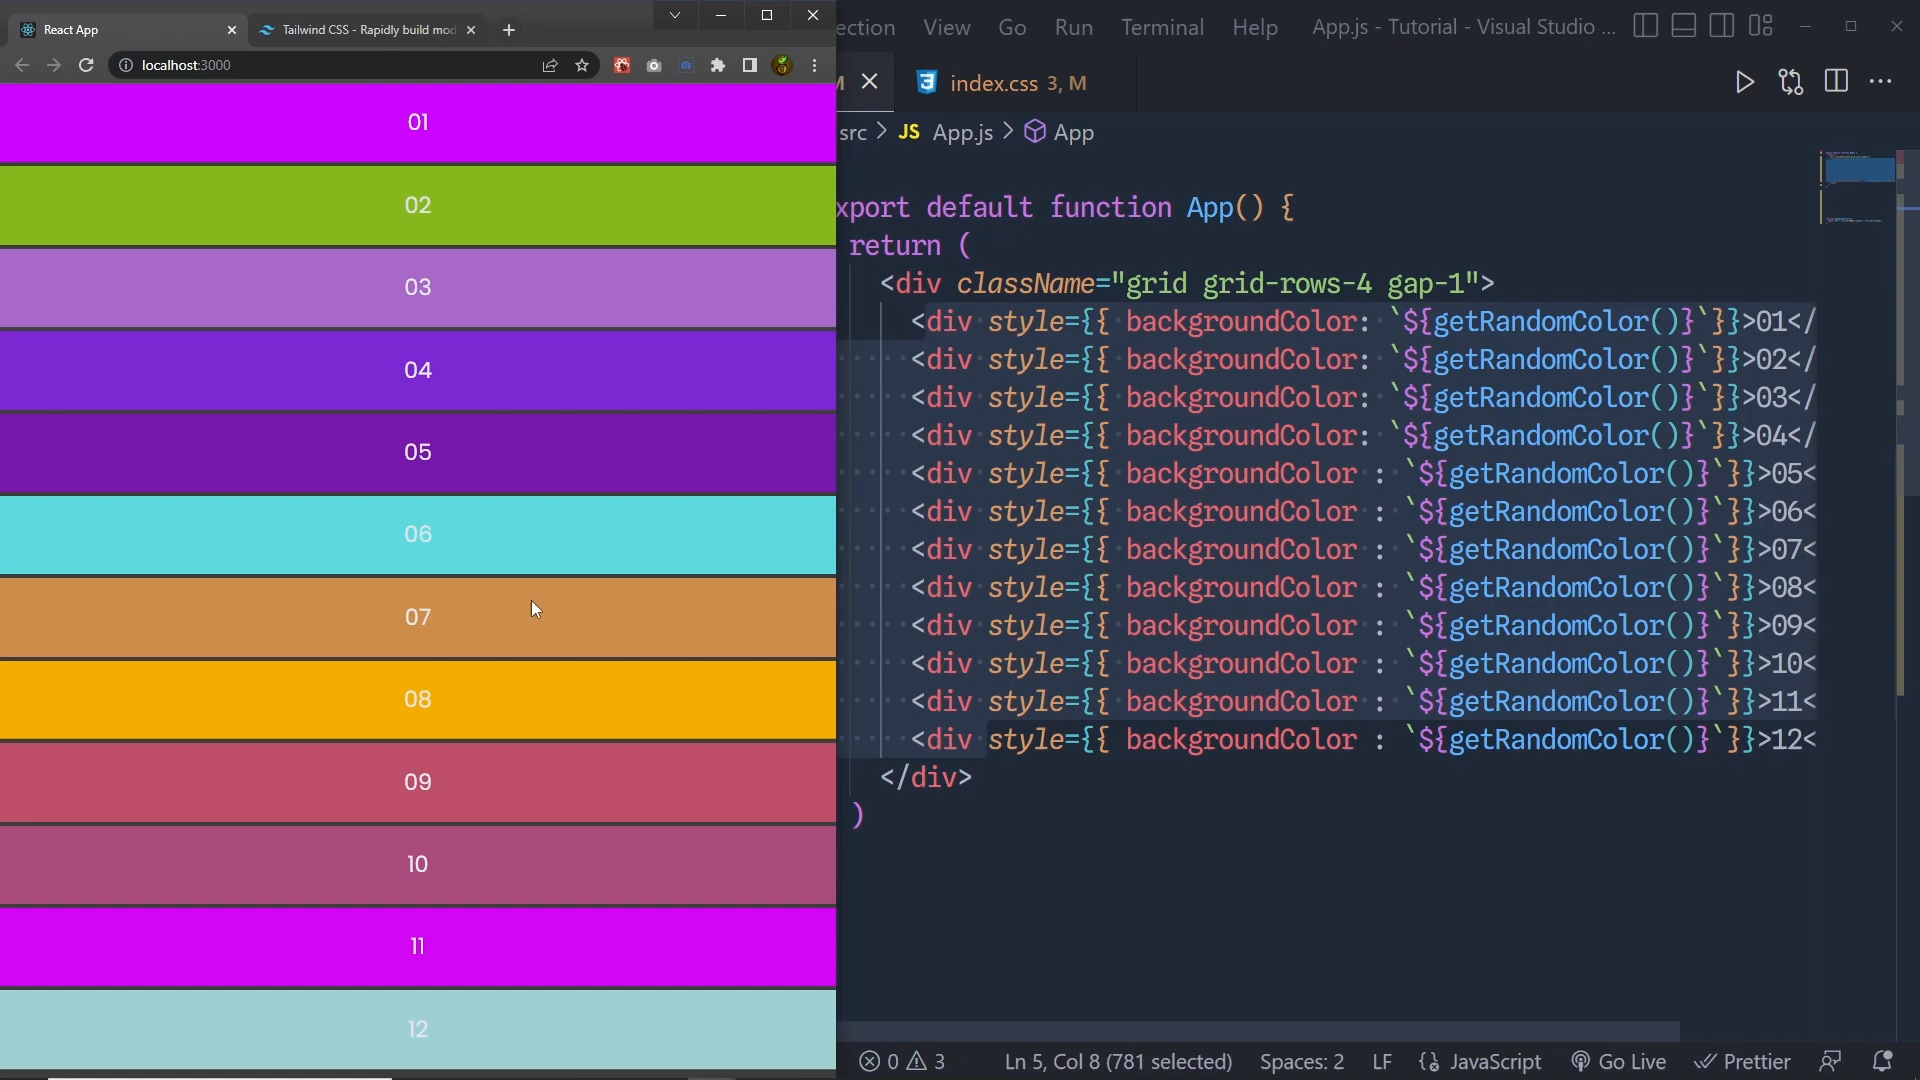 React App
Tailwind CSS - Rapidly build mod
localhost:3000
01
02
03
04
05
06
07
08
09
10
11
12
ection View Go Run Terminal Help
App.js - Tutorial - Visual Studio ...
M
index.css 3, M
src > JS App.js > App
xport default function App() {
return (
<div className="grid grid-rows-4 gap-1">
<div style={{ backgroundColor: `${getRandomColor()}`}}>01</
<div style={{ backgroundColor: `${getRandomColor()}`}}>02</
<div style={{ backgroundColor: `${getRandomColor()}`}}>03</
<div style={{ backgroundColor: `${getRandomColor()}`}}>04</
<div style={{ backgroundColor : `${getRandomColor()}`}}>05<
<div style={{ backgroundColor : `${getRandomColor()}`}}>06<
<div style={{ backgroundColor : `${getRandomColor()}`}}>07<
<div style={{ backgroundColor : `${getRandomColor()}`}}>08<
<div style={{ backgroundColor : `${getRandomColor()}`}}>09<
<div style={{ backgroundColor : `${getRandomColor()}`}}>10<
<div style={{ backgroundColor : `${getRandomColor()}`}}>11<
<div style={{ backgroundColor : `${getRandomColor()}`}}>12<
</div>
)
0 3 Ln 5, Col 8 (781 selected) Spaces: 2 LF {} JavaScript Go Live Prettier